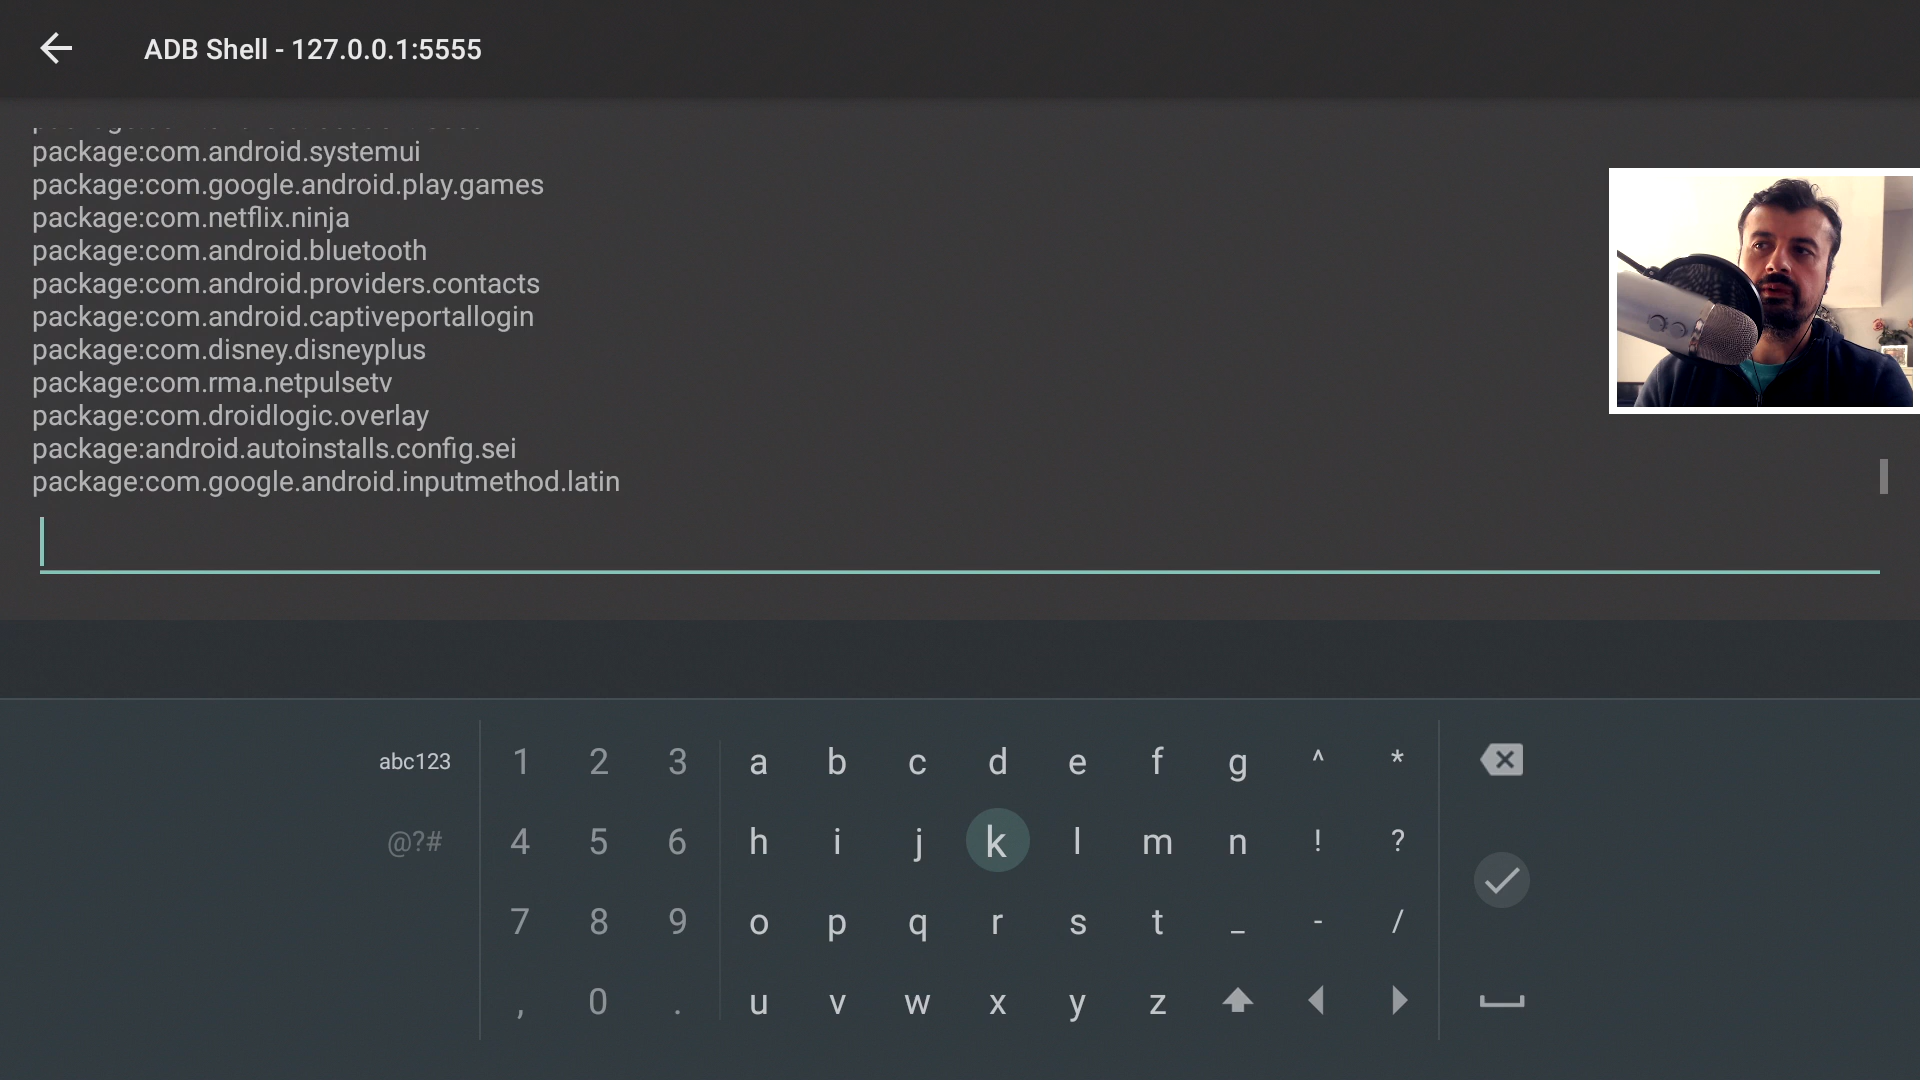 ADB Shell - 127.0.0.1:5555
package:com.android.systemui
package:com.google.android.play.games
package:com.netflix.ninja
package:com.android.bluetooth
package:com.android.providers.contacts
package:com.android.captiveportallogin
package:com.disney.disneyplus
package:com.rma.netpulsetv
package:com.droidlogic.overlay
package:android.autoinstalls.config.sei
package:com.google.android.inputmethod.latin
abc123 1 2 3 a b c d e f g ^ *
@?# 4 5 6 h i j k l m n ! ?
7 8 9 o p q r s t _ - /
, 0 . u v w x y z